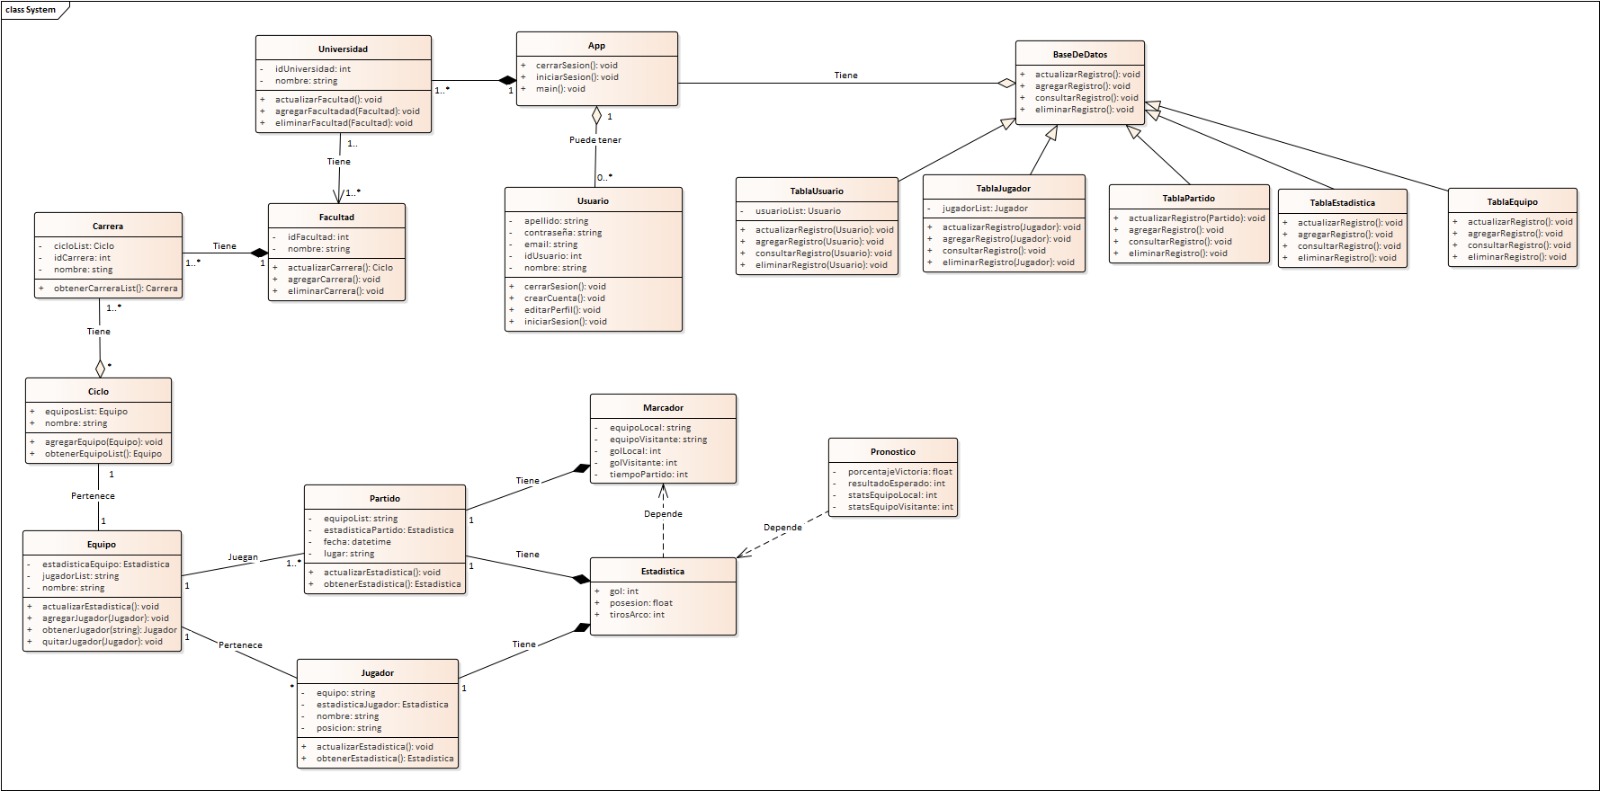 class System
Universidad
- idUniversidad: int
- nombre: string
+ actualizarFacultad(): void
+ agregarFacultadad(Facultad): void
+ eliminarFacultad(Facultad): void
App
+ cerrarSesion(): void
+ iniciarSesion(): void
+ main(): void
BaseDeDatos
+ actualizarRegistro(): void
+ agregarRegistro(): void
+ consultarRegistro(): void
+ eliminarRegistro(): void
Tiene
1..*
1
1
Puede tener
0..*
1..
Tiene
1..*
Carrera
- cicloList: Ciclo
- idCarrera: int
- nombre: sting
+ obtenerCarreraList(): Carrera
Tiene
1..*
1
Facultad
- idFacultad: int
- nombre: string
+ actualizarCarrera(): Ciclo
+ agregarCarrera(): void
+ eliminarCarrera(): void
Usuario
- apellido: string
- contraseña: string
- email: string
- idUsuario: int
- nombre: string
+ cerrarSesion(): void
+ crearCuenta(): void
+ editarPerfil(): void
+ iniciarSesion(): void
TablaUsuario
- usuarioList: Usuario
+ actualizarRegistro(Usuario): void
+ agregarRegistro(Usuario): void
+ consultarRegistro(Usuario): void
+ eliminarRegistro(Usuario): void
TablaJugador
- jugadorList: Jugador
+ actualizarRegistro(Jugador): void
+ agregarRegistro(Jugador): void
+ consultarRegistro(): void
+ eliminarRegistro(Jugador): void
TablaPartido
+ actualizarRegistro(Partido): void
+ agregarRegistro(): void
+ consultarRegistro(): void
+ eliminarRegistro(): void
TablaEstadistica
+ actualizarRegistro(): void
+ agregarRegistro(): void
+ consultarRegistro(): void
+ eliminarRegistro(): void
TablaEquipo
+ actualizarRegistro(): void
+ agregarRegistro(): void
+ consultarRegistro(): void
+ eliminarRegistro(): void
1..*
Tiene
*
Ciclo
+ equiposList: Equipo
+ nombre: string
+ agregarEquipo(Equipo): void
+ obtenerEquipoList(): Equipo
1
Pertenece
1
Marcador
- equipoLocal: string
- equipoVisitante: string
- golLocal: int
- golVisitante: int
- tiempoPartido: int
Pronostico
- porcentajeVictoria: float
- resultadoEsperado: int
- statsEquipoLocal: int
- statsEquipoVisitante: int
Partido
- equipoList: string
- estadisticaPartido: Estadistica
- fecha: datetime
- lugar: string
+ actualizarEstadistica(): void
+ obtenerEstadistica(): Estadistica
Tiene
1
Depende
Depende
Tiene
1
Equipo
- estadisticaEquipo: Estadistica
- jugadorList: string
- nombre: string
+ actualizarEstadistica(): void
+ agregarJugador(Jugador): void
+ obtenerJugador(string): Jugador
+ quitarJugador(Jugador): void
Juegan
1..*
1
Estadistica
+ gol: int
+ posesion: float
+ tirosArco: int
1
Pertenece
*
Tiene
1
Jugador
- equipo: string
- estadisticaJugador: Estadistica
- nombre: string
- posicion: string
+ actualizarEstadistica(): void
+ obtenerEstadistica(): Estadistica